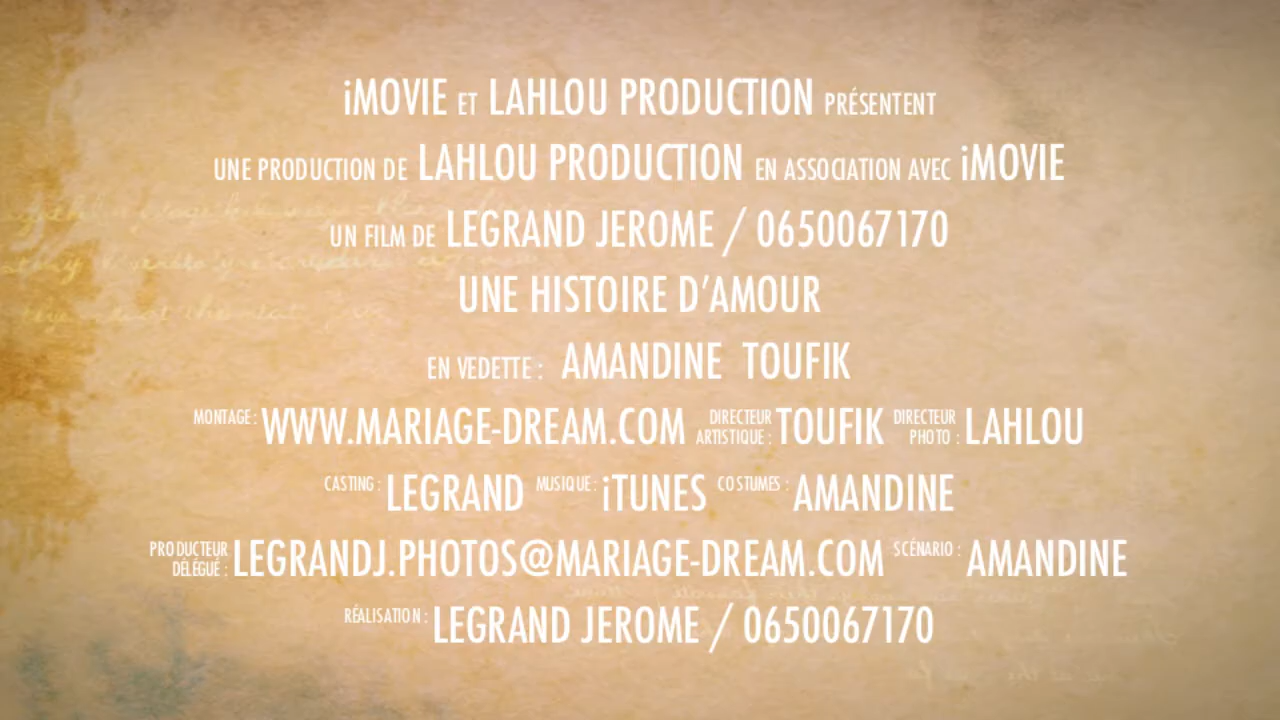 iMOVIE ET LAHLOU PRODUCTION PRÉSENTENT
UNE PRODUCTION DE LAHLOU PRODUCTION EN ASSOCIATION AVEC iMOVIE
UN FILM DE LEGRAND JEROME / 0650067170
UNE HISTOIRE D'AMOUR
EN VEDETTE : AMANDINE TOUFIK
MONTAGE : WWW.MARIAGE-DREAM.COM DIRECTEUR ARTISTIQUE : TOUFIK DIRECTEUR PHOTO : LAHLOU
CASTING : LEGRAND MUSIQUE : iTUNES COSTUMES : AMANDINE
PRODUCTEUR DÉLÉGUÉ : LEGRANDJ.PHOTOS@MARIAGE-DREAM.COM SCÉNARIO : AMANDINE
RÉALISATION : LEGRAND JEROME / 0650067170